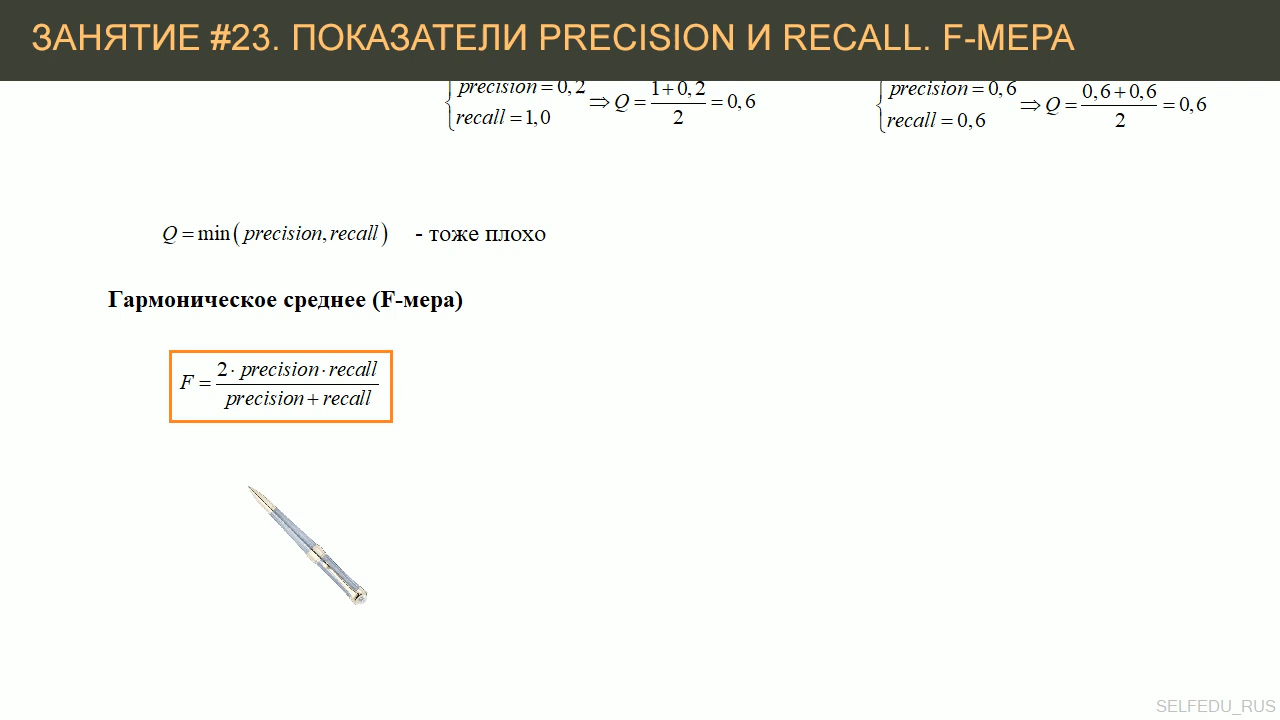 ЗАНЯТИЕ #23. ПОКАЗАТЕЛИ PRECISION И RECALL. F-МЕРА
{ precision = 0,2
recall = 1,0 ⇒ Q = (1+0,2)/2 = 0,6
{ precision = 0,6
recall = 0,6 ⇒ Q = (0,6+0,6)/2 = 0,6
Q = min(precision, recall) - тоже плохо
Гармоническое среднее (F-мера)
F = (2· precision · recall)/(precision + recall)
SELFEDU_RUS